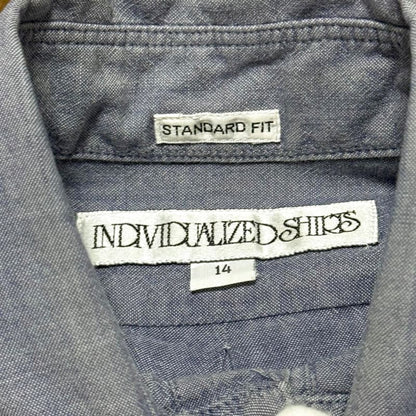 STANDARD FIT
INDIVIDUALIZED SHIRTS
14